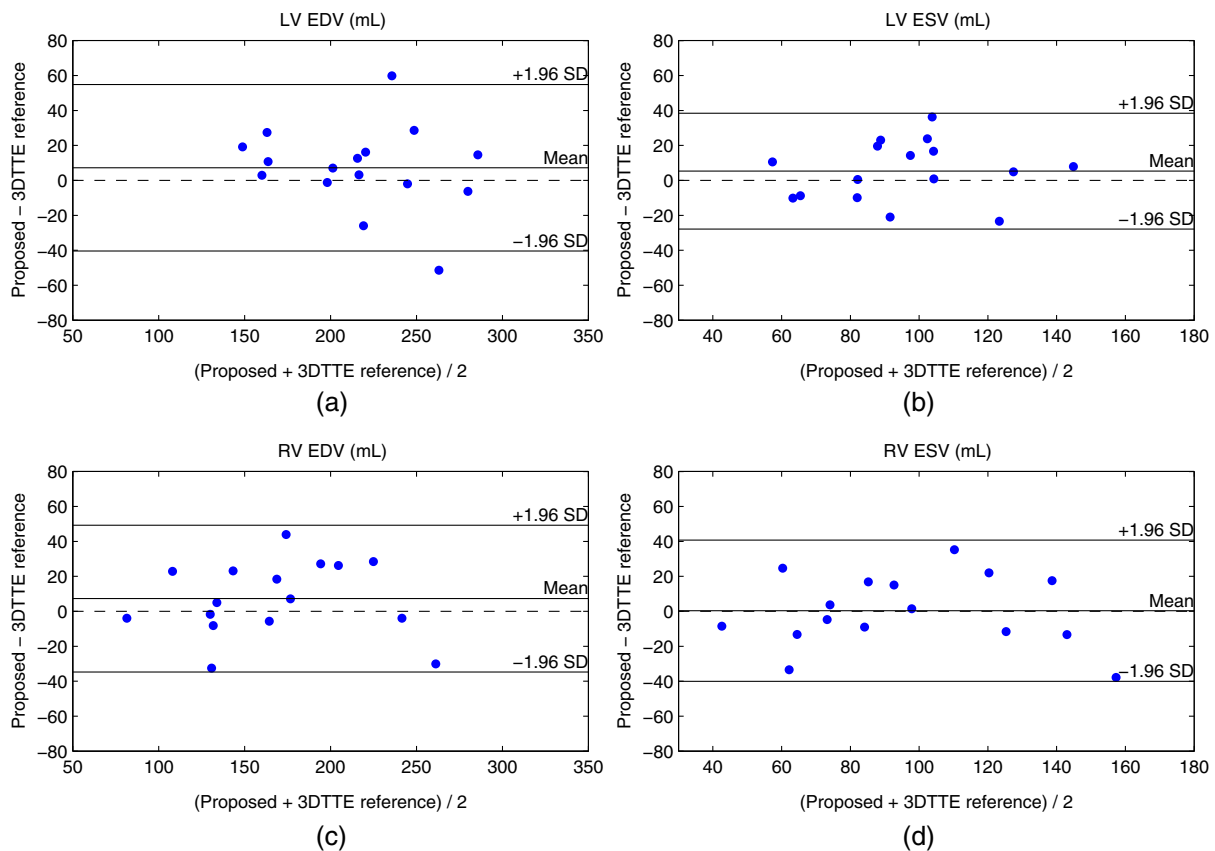 LV EDV (mL)
80
60
40
20
0
−20
−40
−60
−80
+1.96 SD
Mean
−1.96 SD
50 100 150 200 250 300 350
Proposed − 3DTTE reference
(Proposed + 3DTTE reference) / 2
(a)
LV ESV (mL)
80
60
40
20
0
−20
−40
−60
−80
+1.96 SD
Mean
−1.96 SD
40 60 80 100 120 140 160 180
Proposed − 3DTTE reference
(Proposed + 3DTTE reference) / 2
(b)
RV EDV (mL)
80
60
40
20
0
−20
−40
−60
−80
+1.96 SD
Mean
−1.96 SD
50 100 150 200 250 300 350
Proposed − 3DTTE reference
(Proposed + 3DTTE reference) / 2
(c)
RV ESV (mL)
80
60
40
20
0
−20
−40
−60
−80
+1.96 SD
Mean
−1.96 SD
40 60 80 100 120 140 160 180
Proposed − 3DTTE reference
(Proposed + 3DTTE reference) / 2
(d)